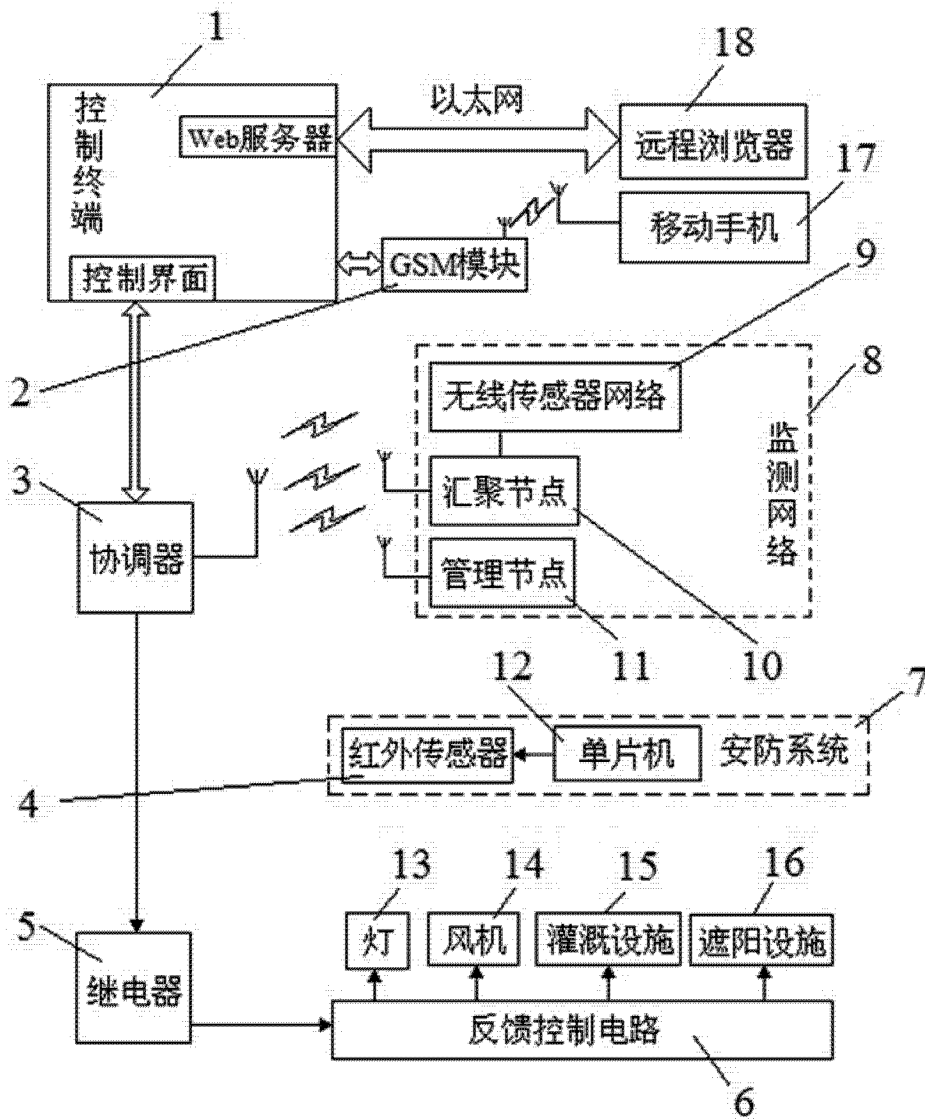 1
18
控制终端
以太网
Web服务器
远程浏览器
17
移动手机
GSM模块
控制界面
9
2
8
无线传感器网络
监测网络
3
汇聚节点
协调器
管理节点
11
10
12
7
红外传感器
单片机
安防系统
4
13
14
15
16
5
灯
风机
灌溉设施
遮阳设施
继电器
反馈控制电路
6